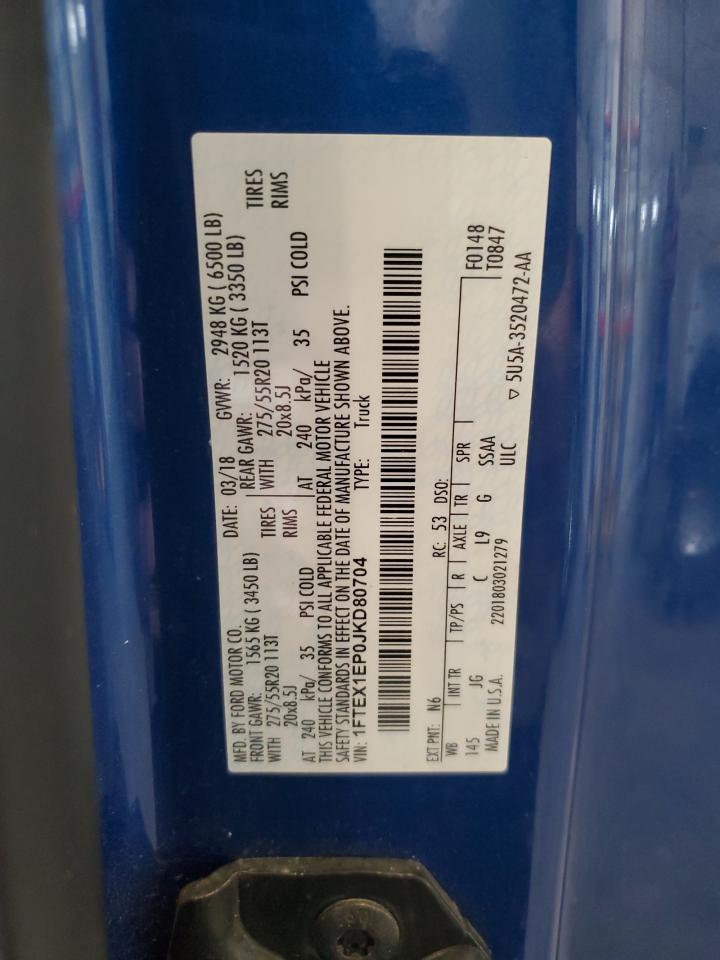 MFD. BY FORD MOTOR CO.
DATE: 03/18 GVWR: 2948 KG ( 6500 LB)
FRONT GAWR: 1565 KG ( 3450 LB) REAR GAWR: 1520 KG ( 3350 LB)
WITH 275/55R20 113T TIRES WITH 275/55R20 113T TIRES
20x8.5J RIMS 20x8.5J RIMS
AT 240 kPa/ 35 PSI COLD AT 240 kPa/ 35 PSI COLD
THIS VEHICLE CONFORMS TO ALL APPLICABLE FEDERAL MOTOR VEHICLE
SAFETY STANDARDS IN EFFECT ON THE DATE OF MANUFACTURE SHOWN ABOVE.
VIN: 1FTEX1EP0JKD80704 TYPE: Truck
EXT PNT: N6 RC: 53 DSO:
WB INT TR TP/PS R AXLE TR SPR F0148
145 JG C L9 G SSAA T0847
MADE IN U.S.A. 2201803021279 ULC
▽ 5U5A-3520472-AA